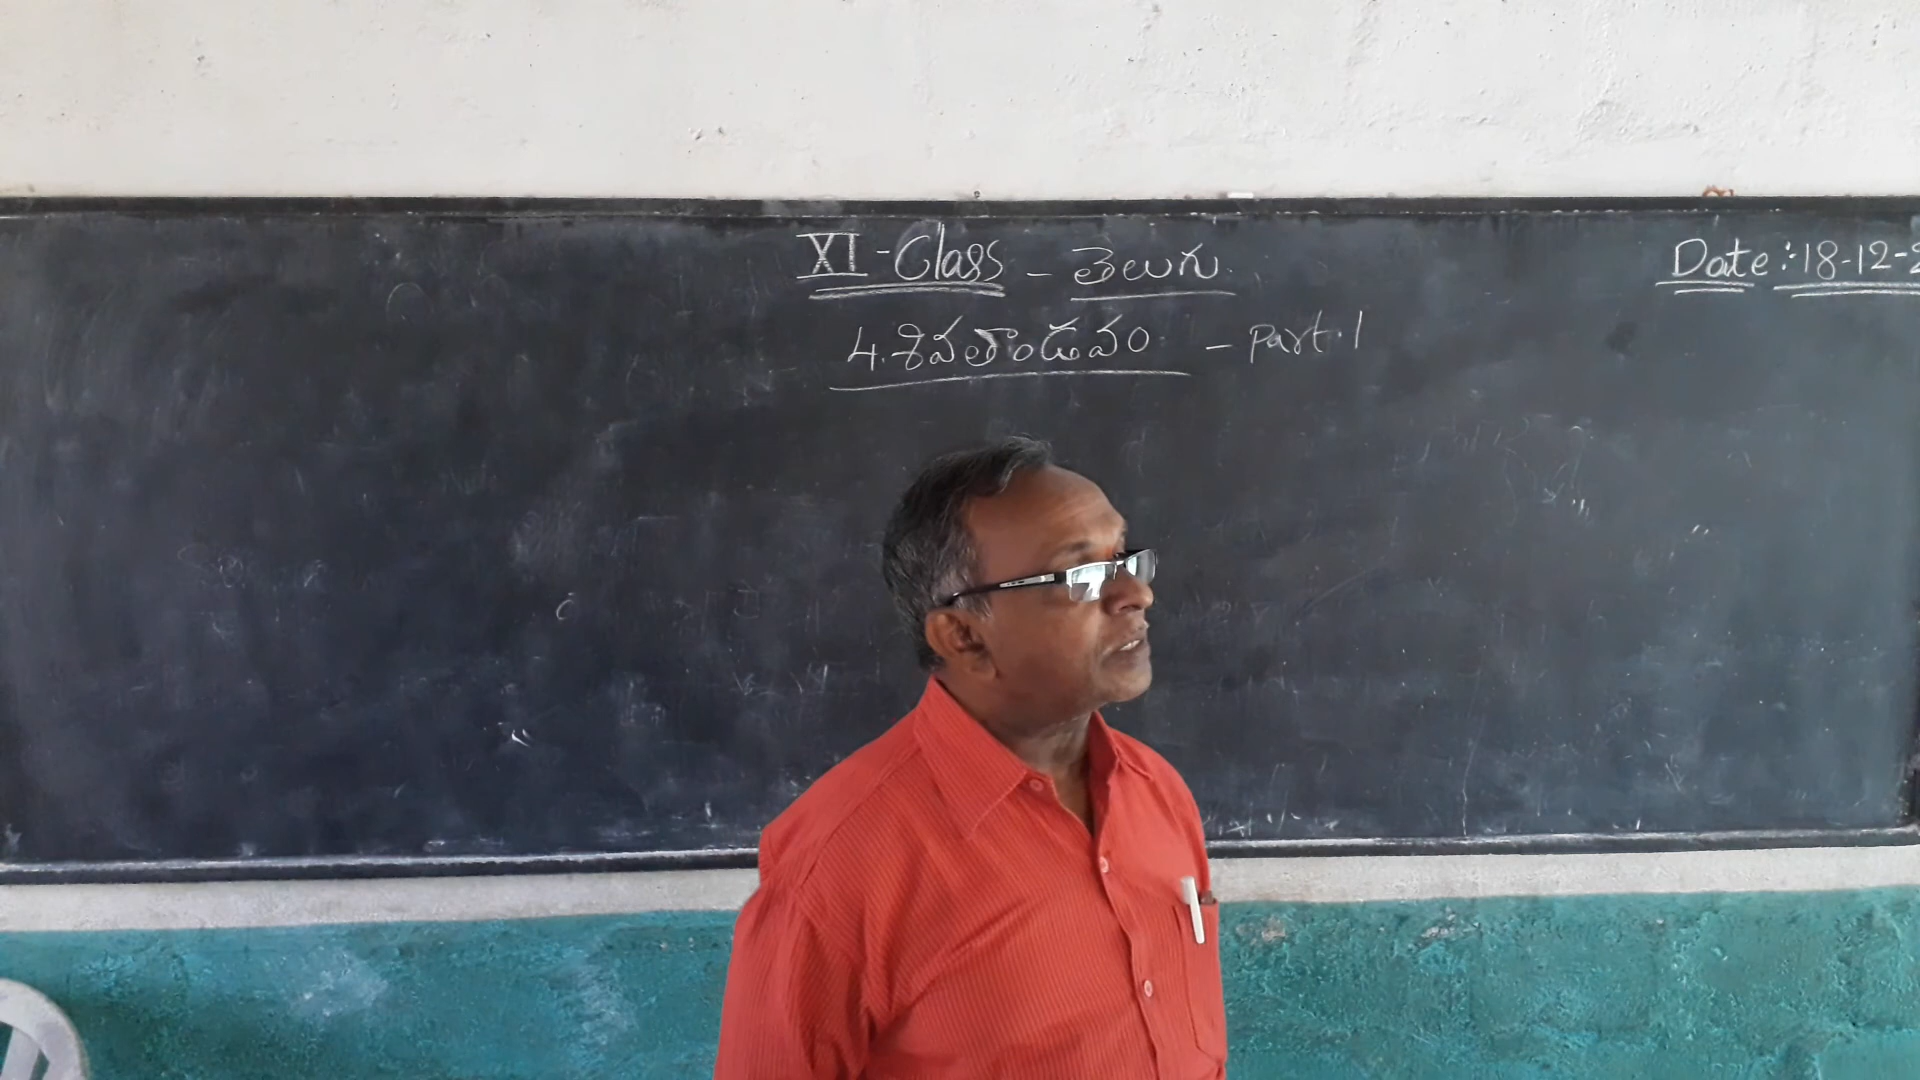 XI-Class - తెలుగు
Date:-18-12-
4. శివతాండవం - Part.1